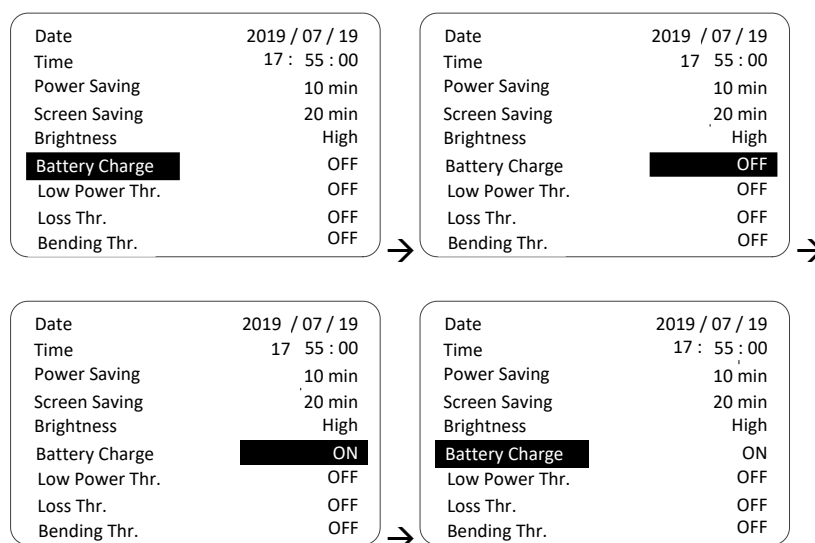 Date 2019 / 07 / 19
Time 17 : 55 : 00
Power Saving 10 min
Screen Saving 20 min
Brightness High
Battery Charge OFF
Low Power Thr. OFF
Loss Thr. OFF
Bending Thr. OFF
→
Date 2019 / 07 / 19
Time 17 55 : 00
Power Saving 10 min
Screen Saving 20 min
Brightness High
Battery Charge OFF
Low Power Thr. OFF
Loss Thr. OFF
Bending Thr. OFF
→
Date 2019 / 07 / 19
Time 17 55 : 00
Power Saving 10 min
Screen Saving 20 min
Brightness High
Battery Charge ON
Low Power Thr. OFF
Loss Thr. OFF
Bending Thr. OFF
→
Date 2019 / 07 / 19
Time 17 : 55 : 00
Power Saving 10 min
Screen Saving 20 min
Brightness High
Battery Charge ON
Low Power Thr. OFF
Loss Thr. OFF
Bending Thr. OFF